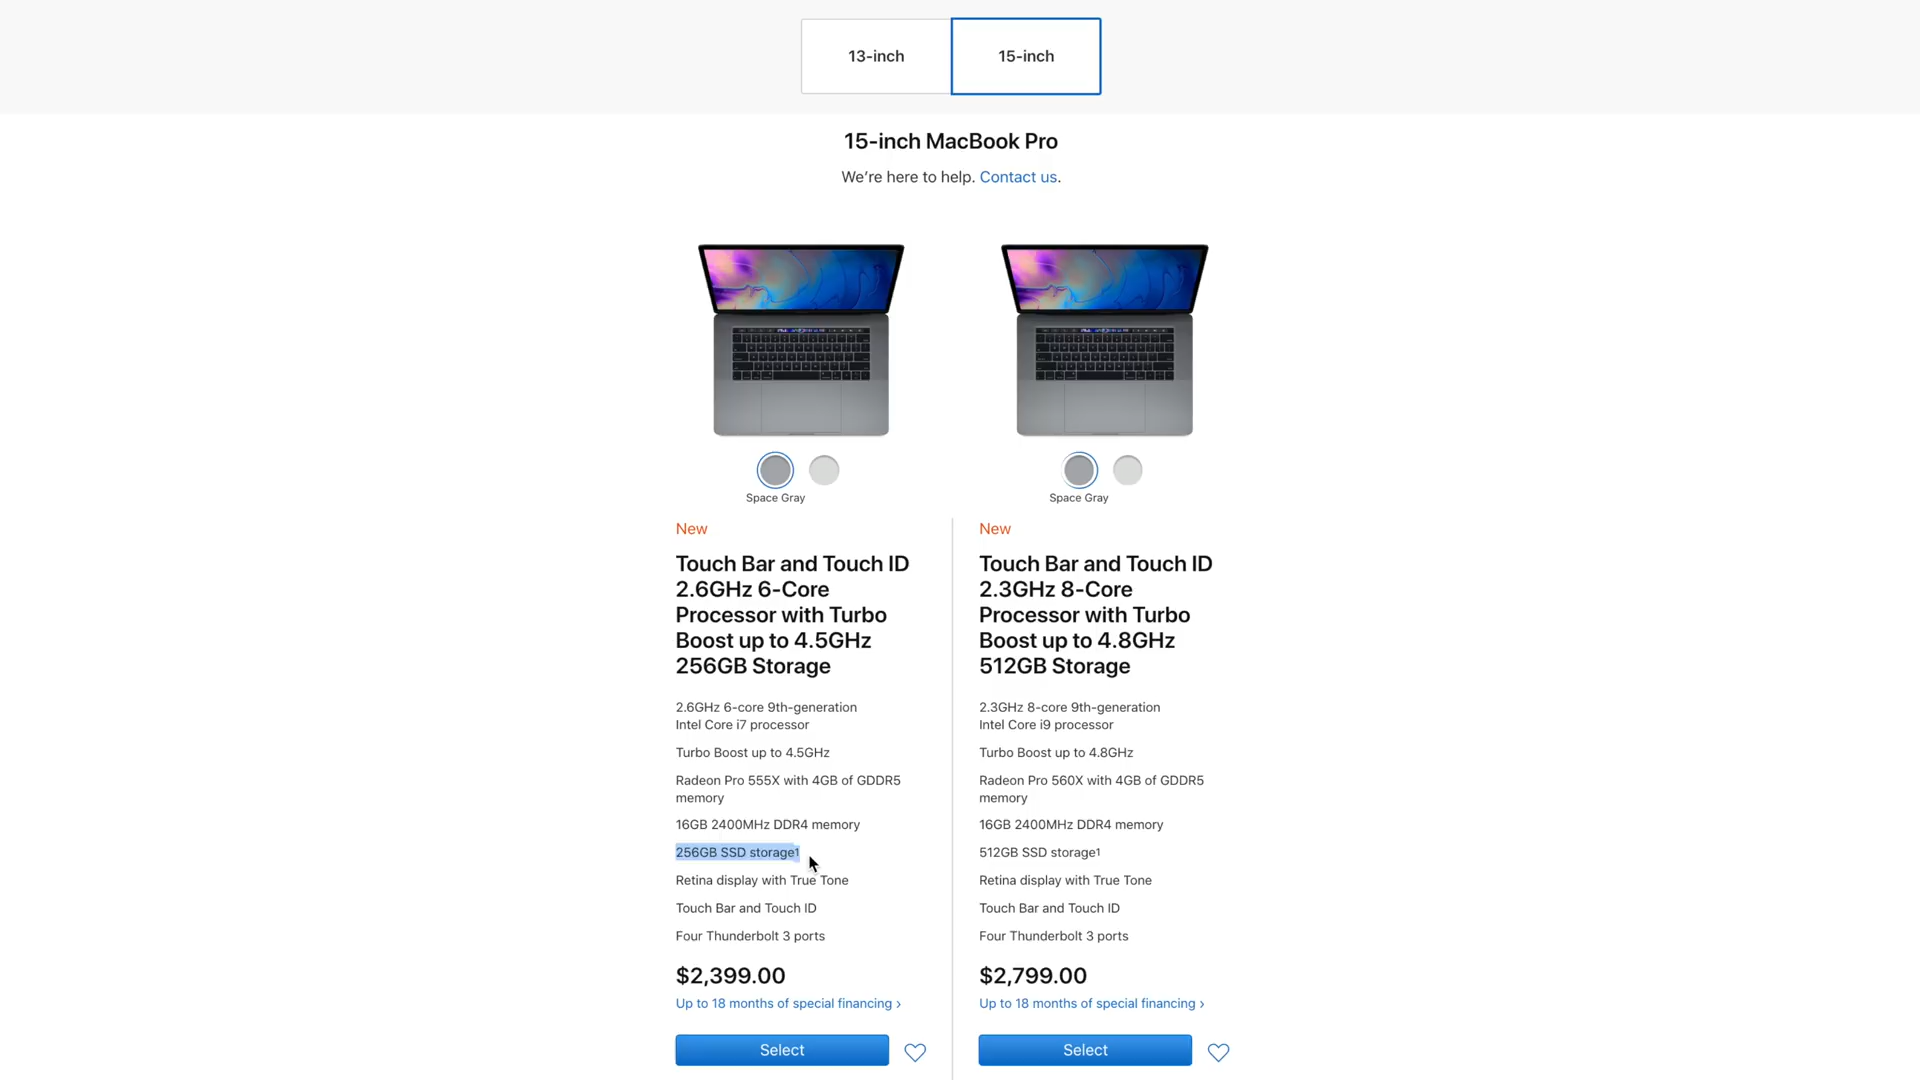 13-inch
15-inch
15-inch MacBook Pro
We’re here to help. Contact us.
Space Gray
New
Touch Bar and Touch ID
2.6GHz 6-Core
Processor with Turbo
Boost up to 4.5GHz
256GB Storage
2.6GHz 6-core 9th-generation
Intel Core i7 processor
Turbo Boost up to 4.5GHz
Radeon Pro 555X with 4GB of GDDR5
memory
16GB 2400MHz DDR4 memory
256GB SSD storage1
Retina display with True Tone
Touch Bar and Touch ID
Four Thunderbolt 3 ports
$2,399.00
Up to 18 months of special financing ›
Select
Space Gray
New
Touch Bar and Touch ID
2.3GHz 8-Core
Processor with Turbo
Boost up to 4.8GHz
512GB Storage
2.3GHz 8-core 9th-generation
Intel Core i9 processor
Turbo Boost up to 4.8GHz
Radeon Pro 560X with 4GB of GDDR5
memory
16GB 2400MHz DDR4 memory
512GB SSD storage1
Retina display with True Tone
Touch Bar and Touch ID
Four Thunderbolt 3 ports
$2,799.00
Up to 18 months of special financing ›
Select